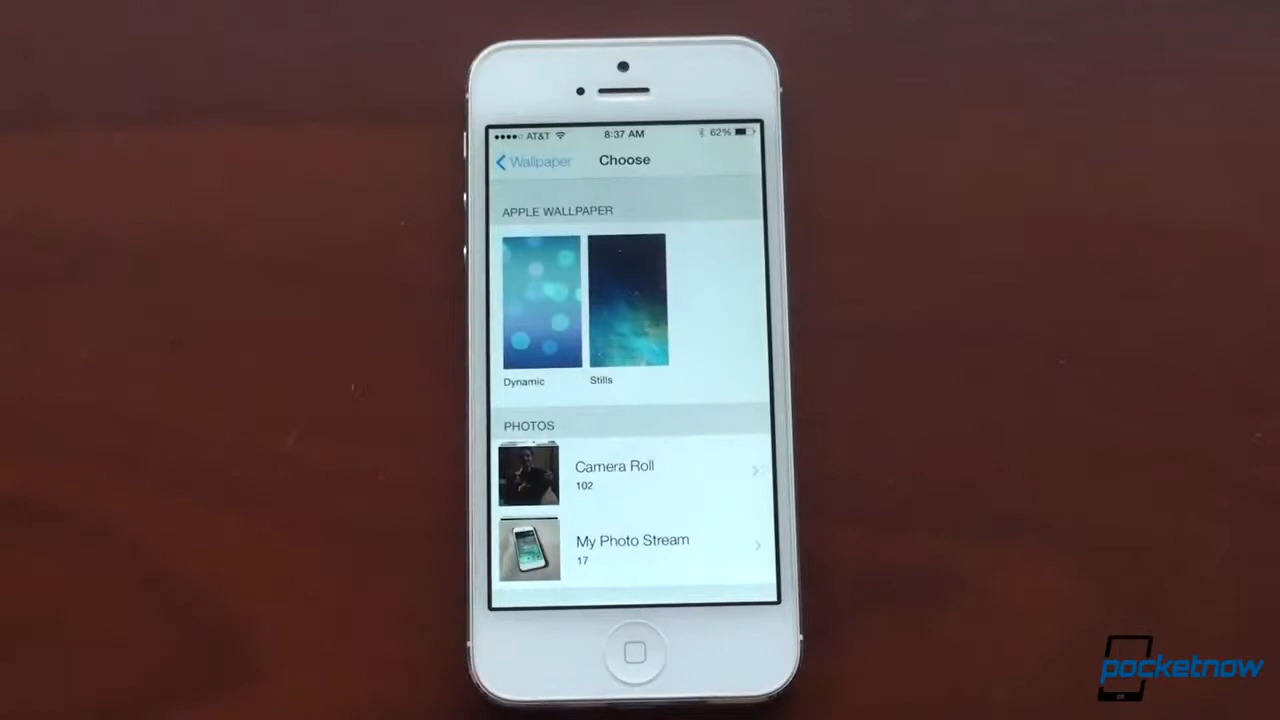 AT&T 8:37 AM 62%
Wallpaper Choose
APPLE WALLPAPER
Dynamic Stills
PHOTOS
Camera Roll
102
My Photo Stream
17
pocketnow